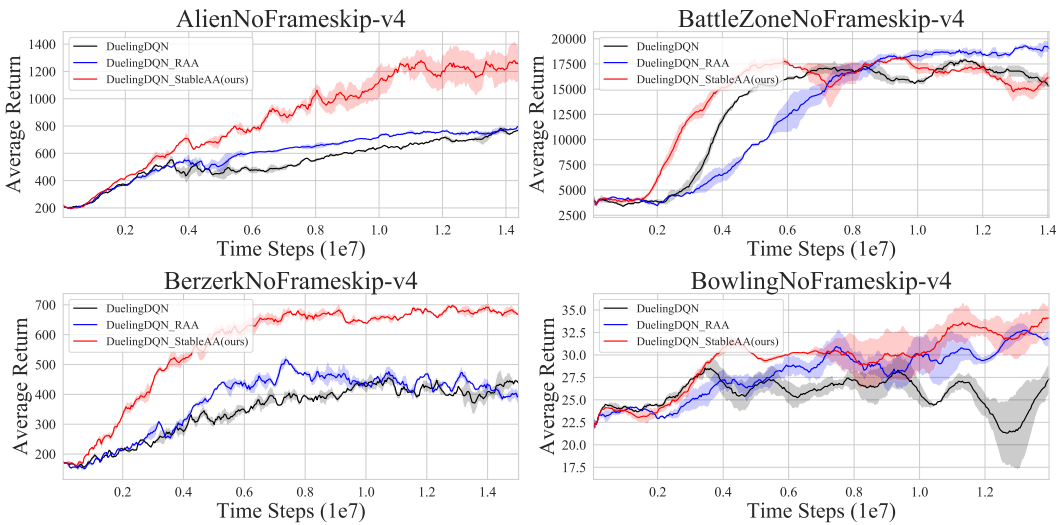 AlienNoFrameskip-v4
DuelingDQN
DuelingDQN_RAA
DuelingDQN_StableAA(ours)
Average Return
1400
1200
1000
800
600
400
200
0.2 0.4 0.6 0.8 1.0 1.2 1.4
Time Steps (1e7)
BattleZoneNoFrameskip-v4
DuelingDQN
DuelingDQN_RAA
DuelingDQN_StableAA(ours)
Average Return
20000
17500
15000
12500
10000
7500
5000
2500
0.2 0.4 0.6 0.8 1.0 1.2 1.4
Time Steps (1e7)
BerzerkNoFrameskip-v4
DuelingDQN
DuelingDQN_RAA
DuelingDQN_StableAA(ours)
Average Return
700
600
500
400
300
200
0.2 0.4 0.6 0.8 1.0 1.2 1.4
Time Steps (1e7)
BowlingNoFrameskip-v4
DuelingDQN
DuelingDQN_RAA
DuelingDQN_StableAA(ours)
Average Return
35.0
32.5
30.0
27.5
25.0
22.5
20.0
17.5
0.2 0.4 0.6 0.8 1.0 1.2
Time Steps (1e7)